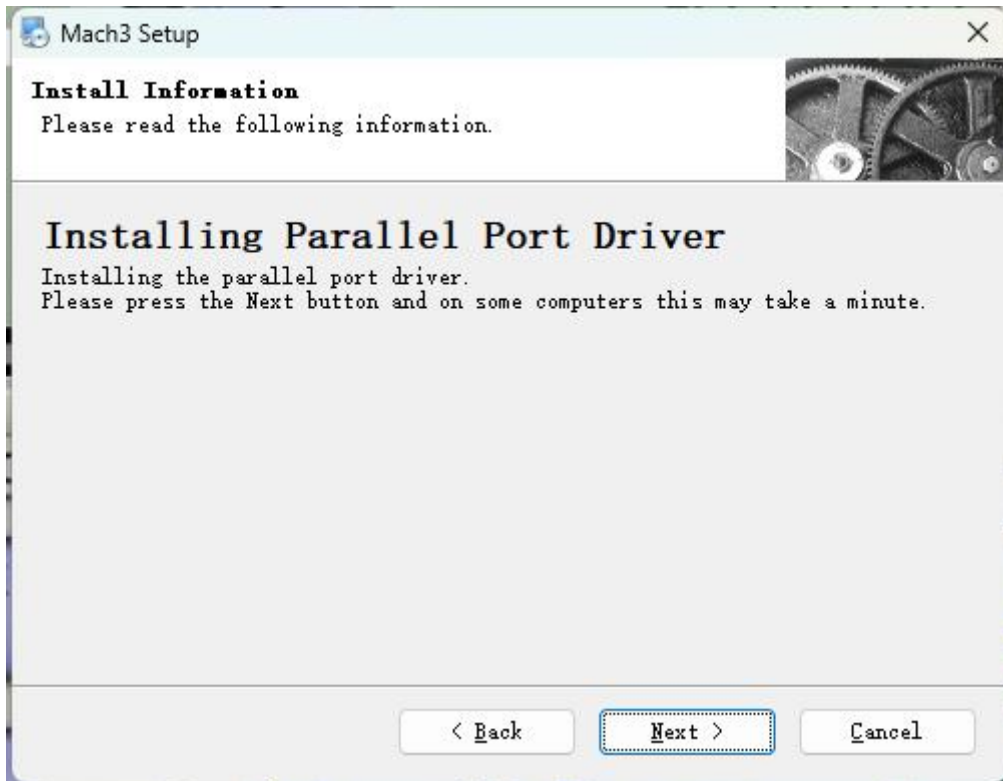 Mach3 Setup
Install Information
Please read the following information.
Installing Parallel Port Driver
Installing the parallel port driver.
Please press the Next button and on some computers this may take a minute.
< Back
Next >
Cancel